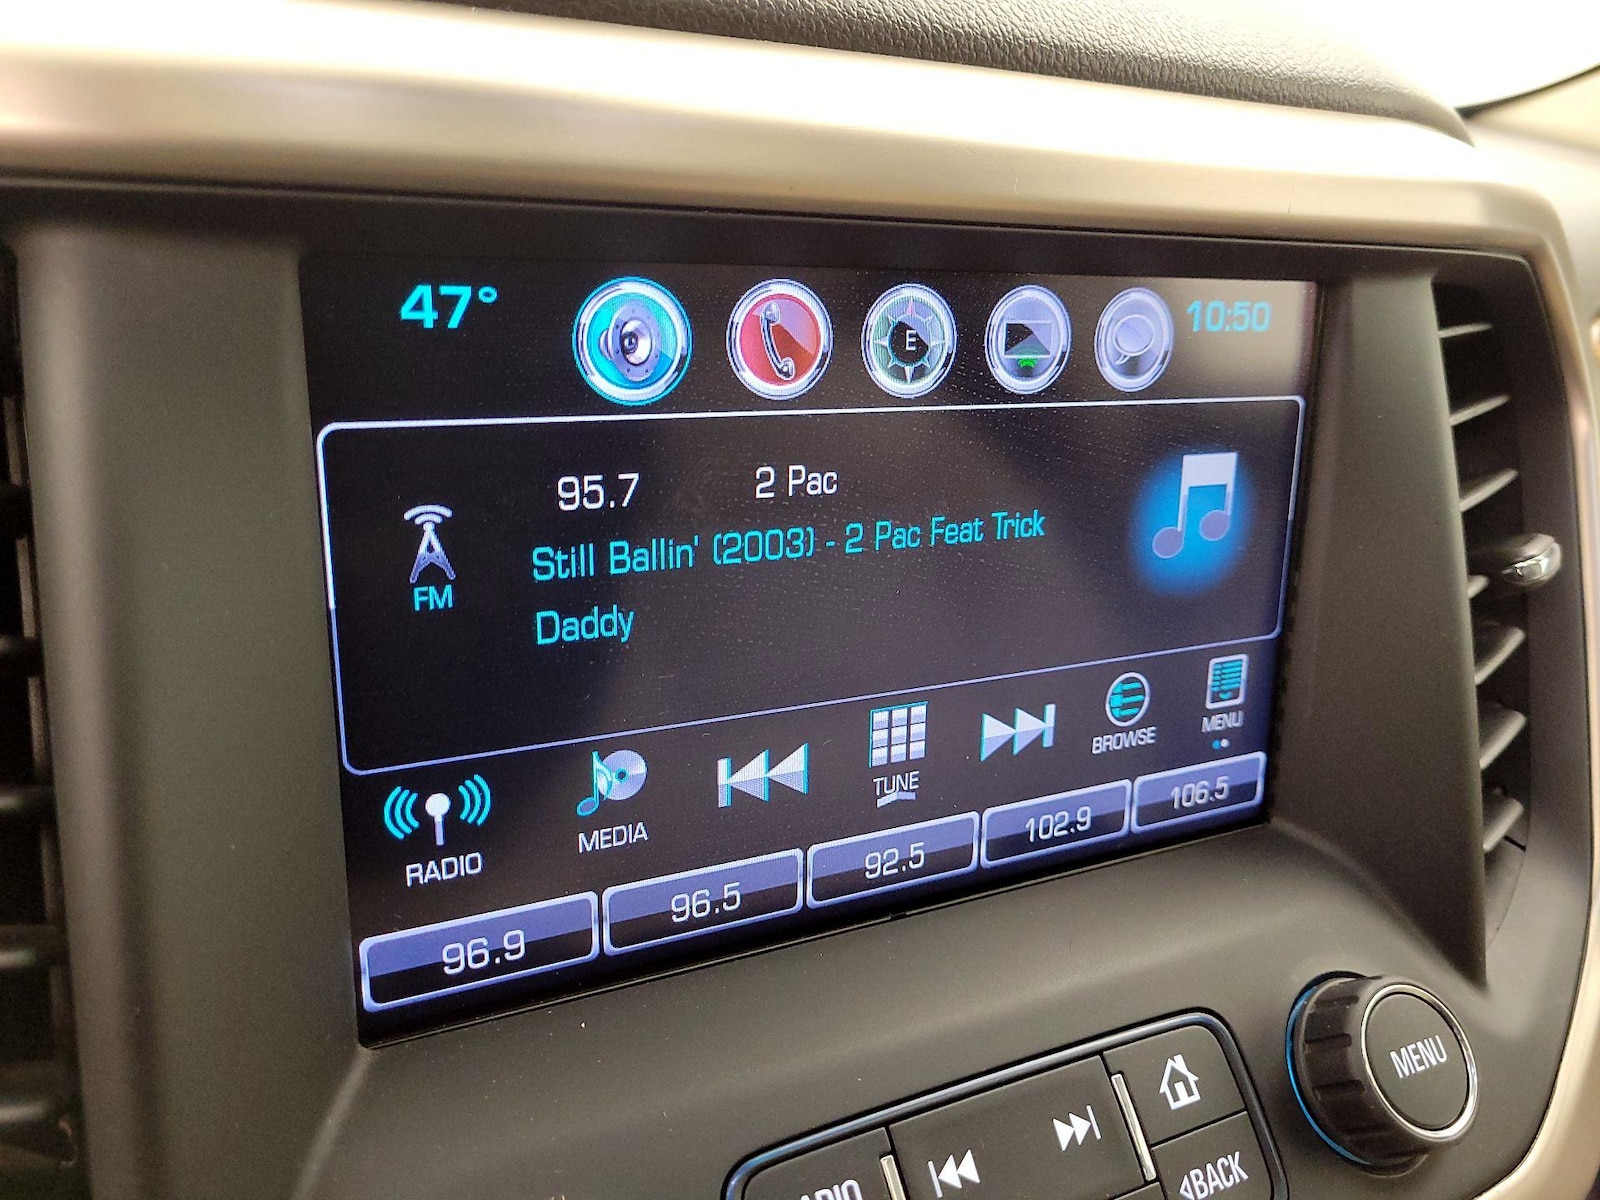 47° 10:50
E
95.7 2 Pac
Still Ballin' (2003) - 2 Pac Feat Trick
Daddy
FM
RADIO MEDIA TUNE BROWSE MENU
96.9 96.5 92.5 102.9 106.5
MENU
BACK